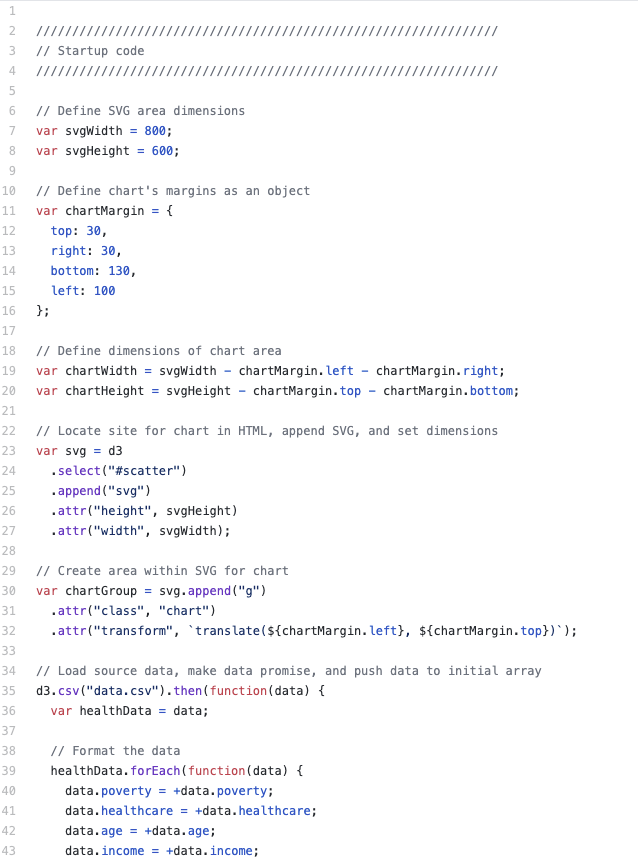 1
2 ////////////////////////////////////////////////////////////////
3 // Startup code
4 ////////////////////////////////////////////////////////////////
5
6 // Define SVG area dimensions
7 var svgWidth = 800;
8 var svgHeight = 600;
9
10 // Define chart's margins as an object
11 var chartMargin = {
12   top: 30,
13   right: 30,
14   bottom: 130,
15   left: 100
16 };
17
18 // Define dimensions of chart area
19 var chartWidth = svgWidth - chartMargin.left - chartMargin.right;
20 var chartHeight = svgHeight - chartMargin.top - chartMargin.bottom;
21
22 // Locate site for chart in HTML, append SVG, and set dimensions
23 var svg = d3
24   .select("#scatter")
25   .append("svg")
26   .attr("height", svgHeight)
27   .attr("width", svgWidth);
28
29 // Create area within SVG for chart
30 var chartGroup = svg.append("g")
31   .attr("class", "chart")
32   .attr("transform", `translate(${chartMargin.left}, ${chartMargin.top})`);
33
34 // Load source data, make data promise, and push data to initial array
35 d3.csv("data.csv").then(function(data) {
36   var healthData = data;
37
38   // Format the data
39   healthData.forEach(function(data) {
40     data.poverty = +data.poverty;
41     data.healthcare = +data.healthcare;
42     data.age = +data.age;
43     data.income = +data.income;